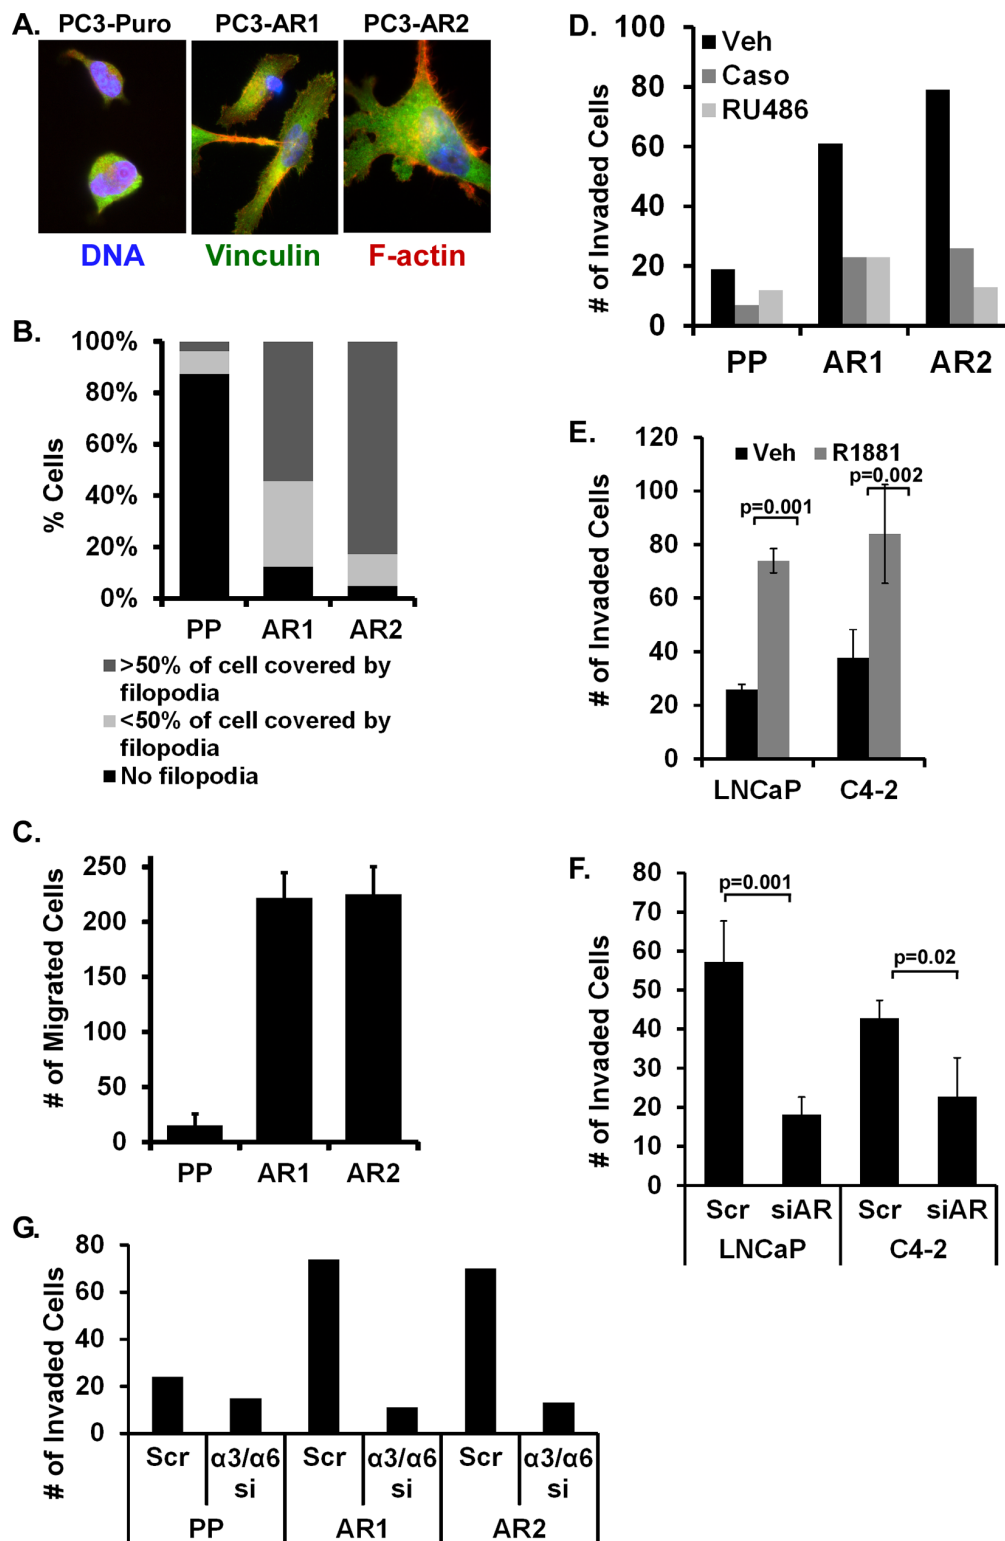 A.
PC3-Puro PC3-AR1 PC3-AR2
DNA Vinculin F-actin
B.
100%
80%
60%
40%
20%
0%
% Cells
PP AR1 AR2
>50% of cell covered by
filopodia
<50% of cell covered by
filopodia
No filopodia
C.
250
200
150
100
50
0
# of Migrated Cells
PP AR1 AR2
D.
100
80
60
40
20
0
# of Invaded Cells
Veh
Caso
RU486
PP AR1 AR2
E.
120
100
80
60
40
20
0
# of Invaded Cells
Veh R1881
p=0.001
p=0.002
LNCaP C4-2
F.
80
70
60
50
40
30
20
10
0
# of Invaded Cells
p=0.001
p=0.02
Scr siAR Scr siAR
LNCaP C4-2
G.
80
60
40
20
0
# of Invaded Cells
Scr α3/α6 Scr α3/α6 Scr α3/α6
si si si
PP AR1 AR2